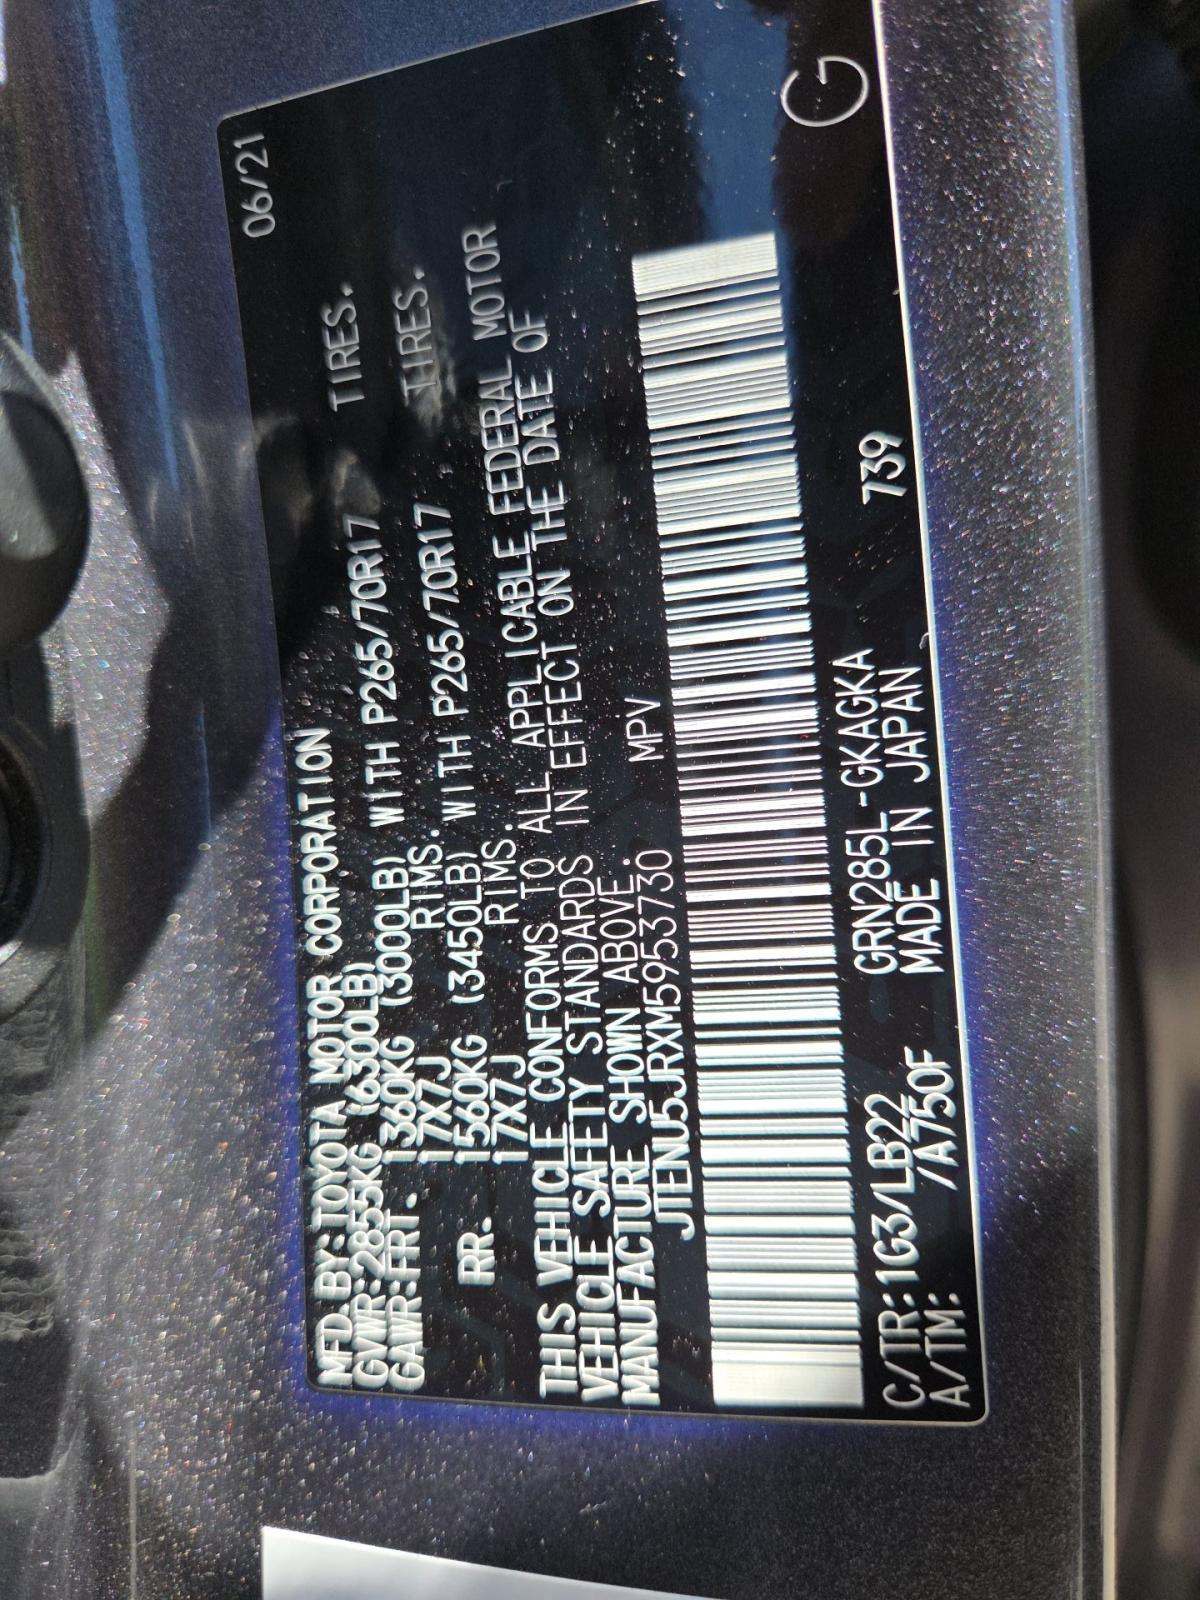 MFD. BY: TOYOTA MOTOR CORPORATION 06/21
GVWR: 2855KG (6300LB)
GAWR: FRT. 1360KG (3000LB) WITH P265/70R17 TIRES.
17X7J RIMS.
RR. 1560KG (3450LB) WITH P265/70R17 TIRES.
17X7J RIMS.
THIS VEHICLE CONFORMS TO ALL APPLICABLE FEDERAL MOTOR
VEHICLE SAFETY STANDARDS IN EFFECT ON THE DATE OF
MANUFACTURE SHOWN ABOVE.
JTENU5JRXM5953730 MPV
C/TR: 1G3/LB22 GRN285L-GKAGKA 739 G
A/TM: /A750F MADE IN JAPAN